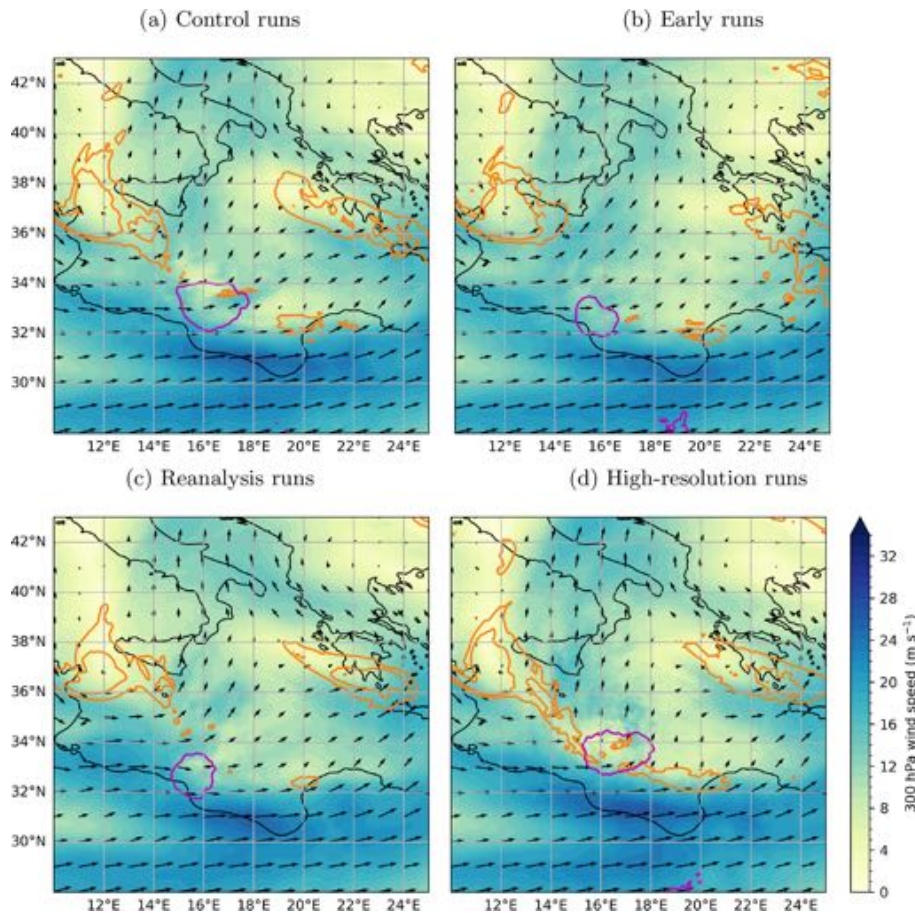 (a) Control runs
(b) Early runs
42°N
40°N
38°N
36°N
34°N
32°N
30°N
12°E 14°E 16°E 18°E 20°E 22°E 24°E
12°E 14°E 16°E 18°E 20°E 22°E 24°E
(c) Reanalysis runs
(d) High-resolution runs
42°N
40°N
38°N
36°N
34°N
32°N
30°N
12°E 14°E 16°E 18°E 20°E 22°E 24°E
12°E 14°E 16°E 18°E 20°E 22°E 24°E
32
28
24
20
16
12
8
4
0
300 hPa wind speed (m s⁻¹)